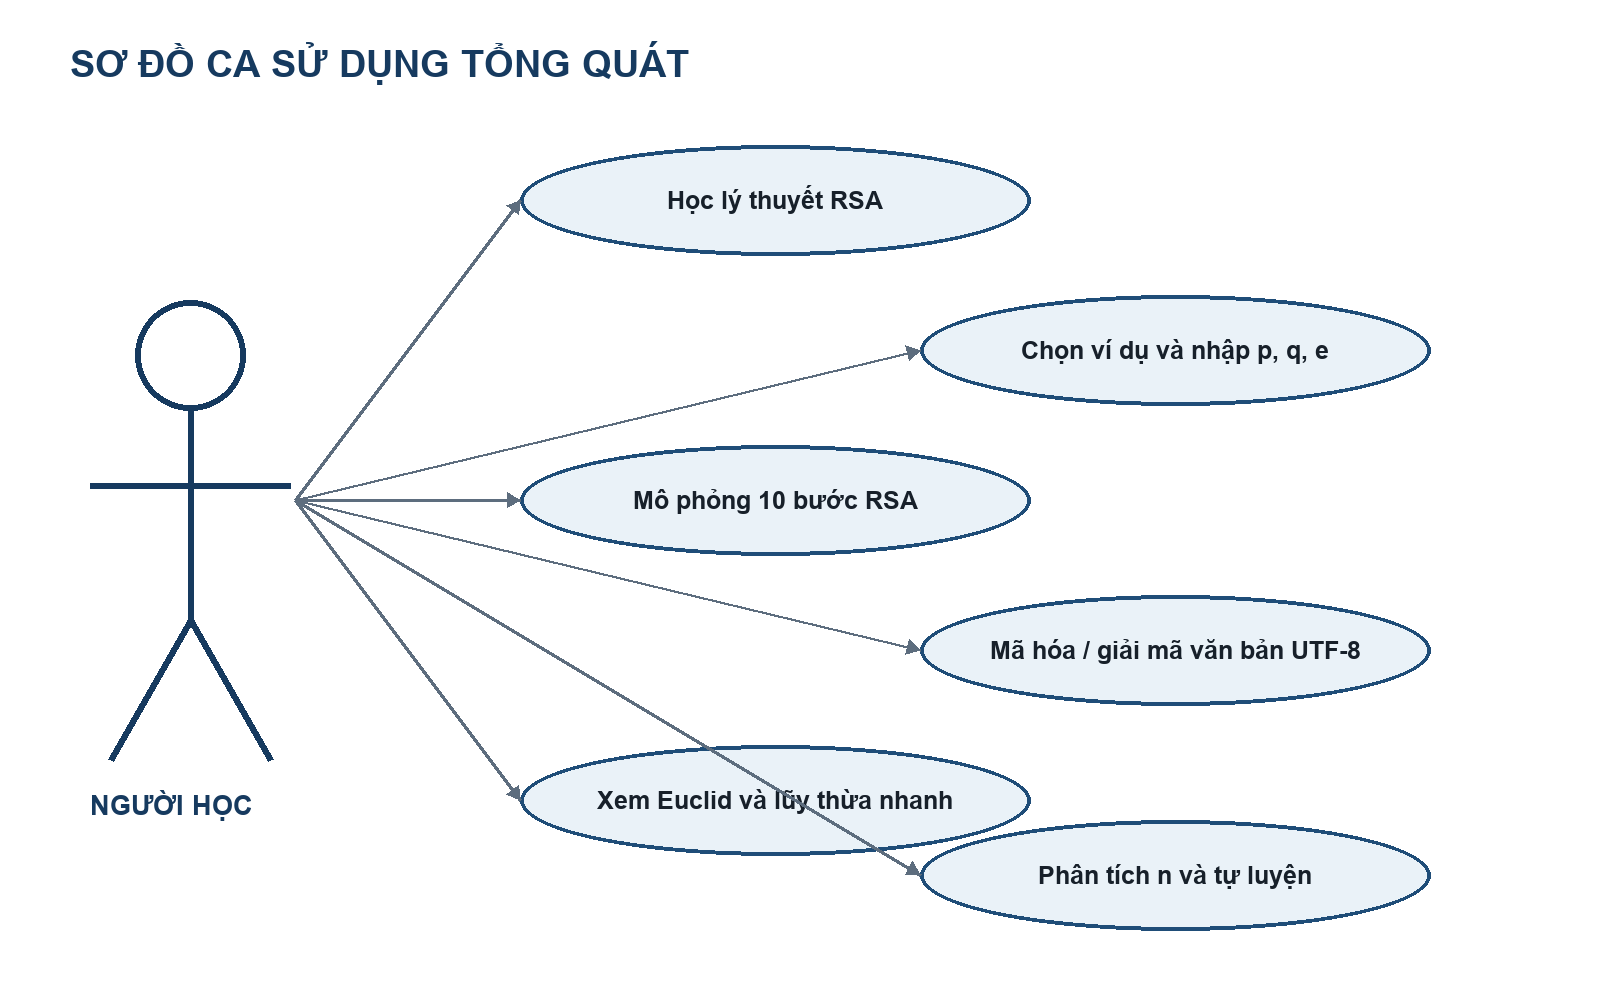 SƠ ĐỒ CA SỬ DỤNG TỔNG QUÁT
Học lý thuyết RSA
Chọn ví dụ và nhập p, q, e
Mô phỏng 10 bước RSA
Mã hóa / giải mã văn bản UTF-8
Xem Euclid và lũy thừa nhanh
NGƯỜI HỌC
Phân tích n và tự luyện